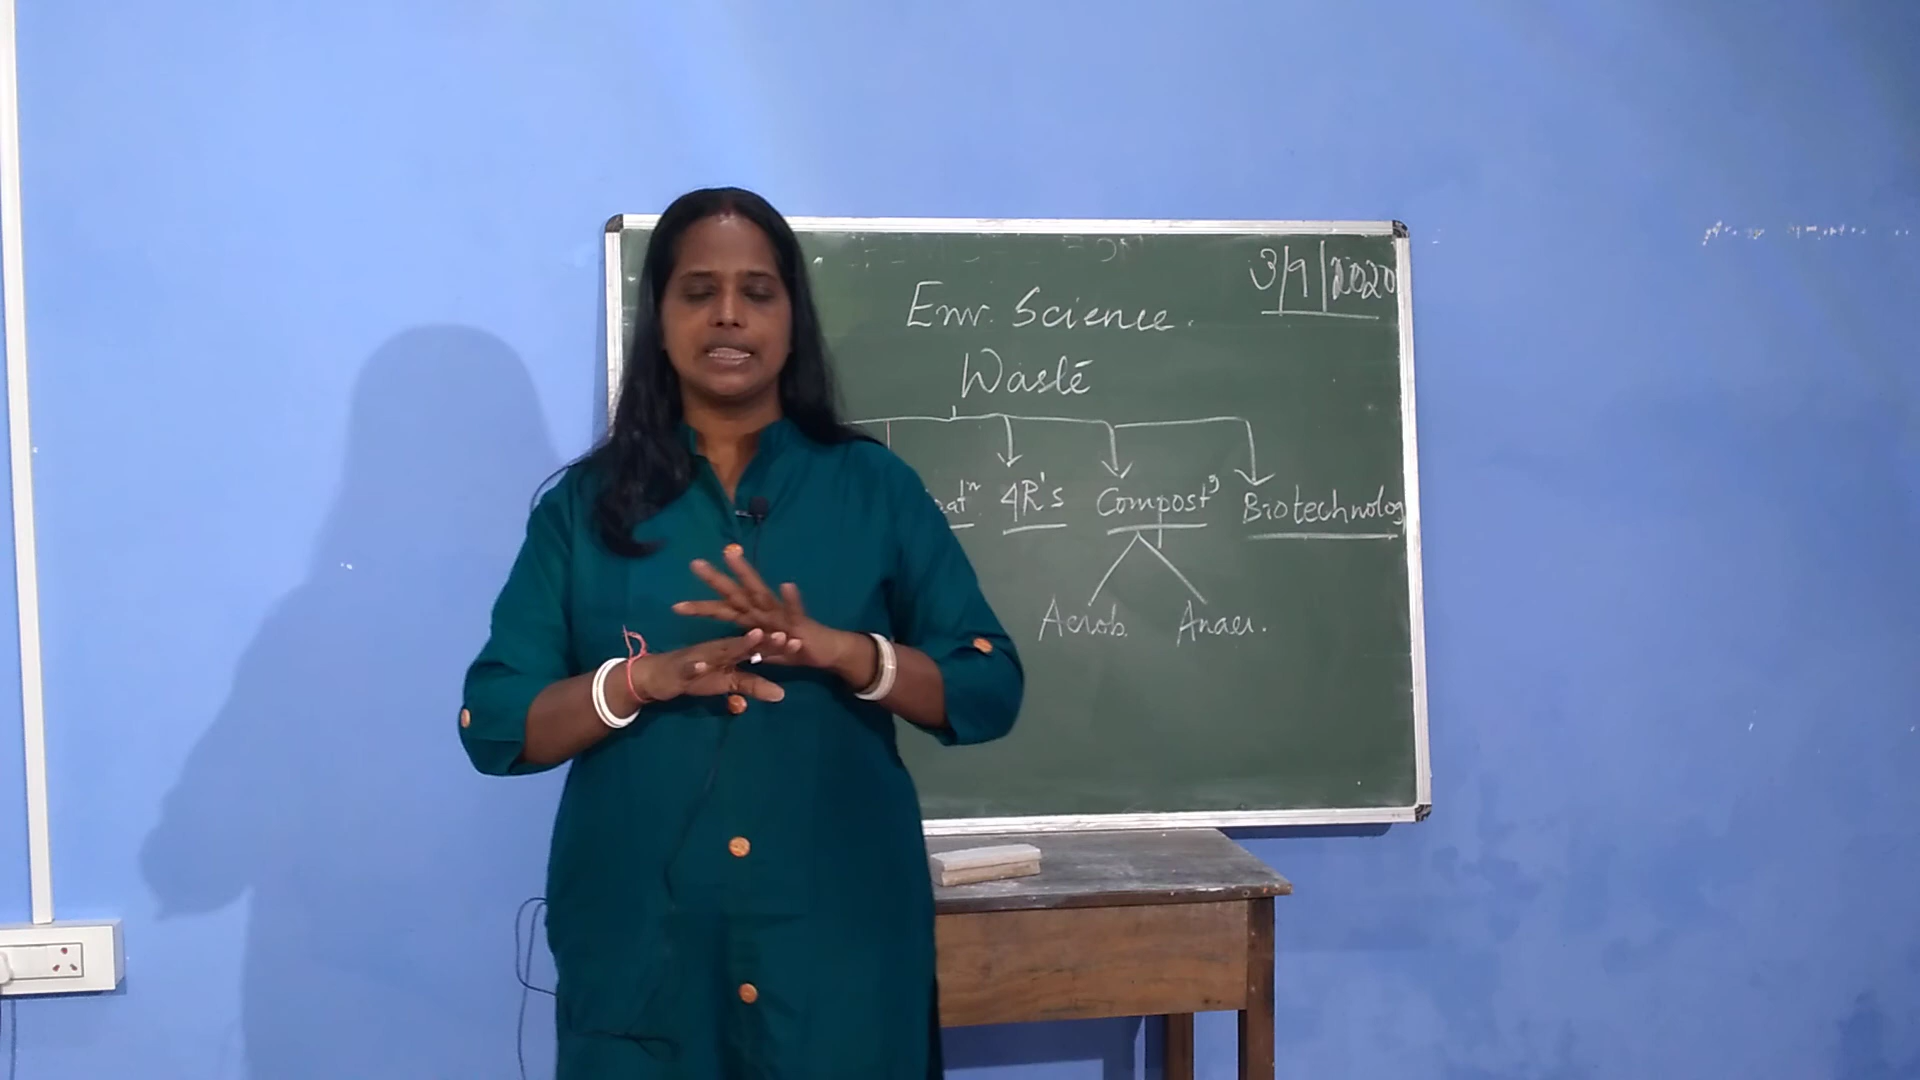 3/9/2020
Env. Science.
Waste
4R's Compost^g Biotechnolog
Aerob. Anaer.